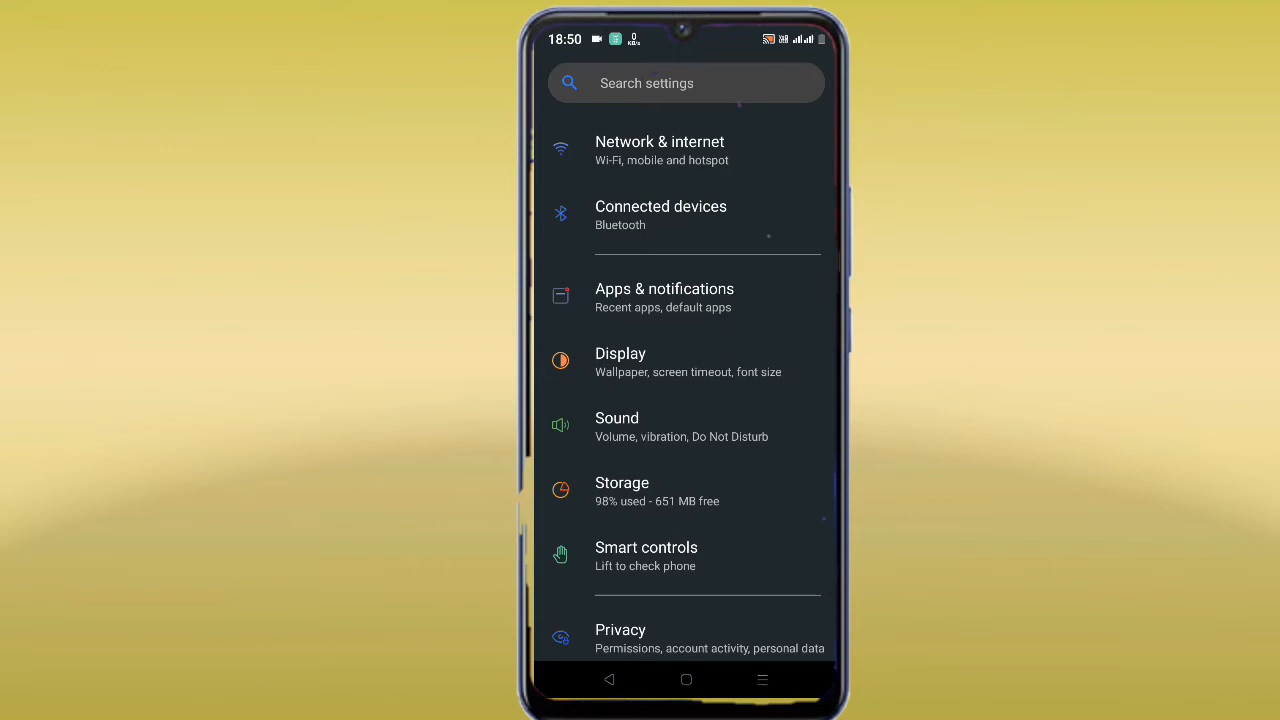 18:50
0
KB/s
Search settings
Network & internet
Wi-Fi, mobile and hotspot
Connected devices
Bluetooth
Apps & notifications
Recent apps, default apps
Display
Wallpaper, screen timeout, font size
Sound
Volume, vibration, Do Not Disturb
Storage
98% used - 651 MB free
Smart controls
Lift to check phone
Privacy
Permissions, account activity, personal data